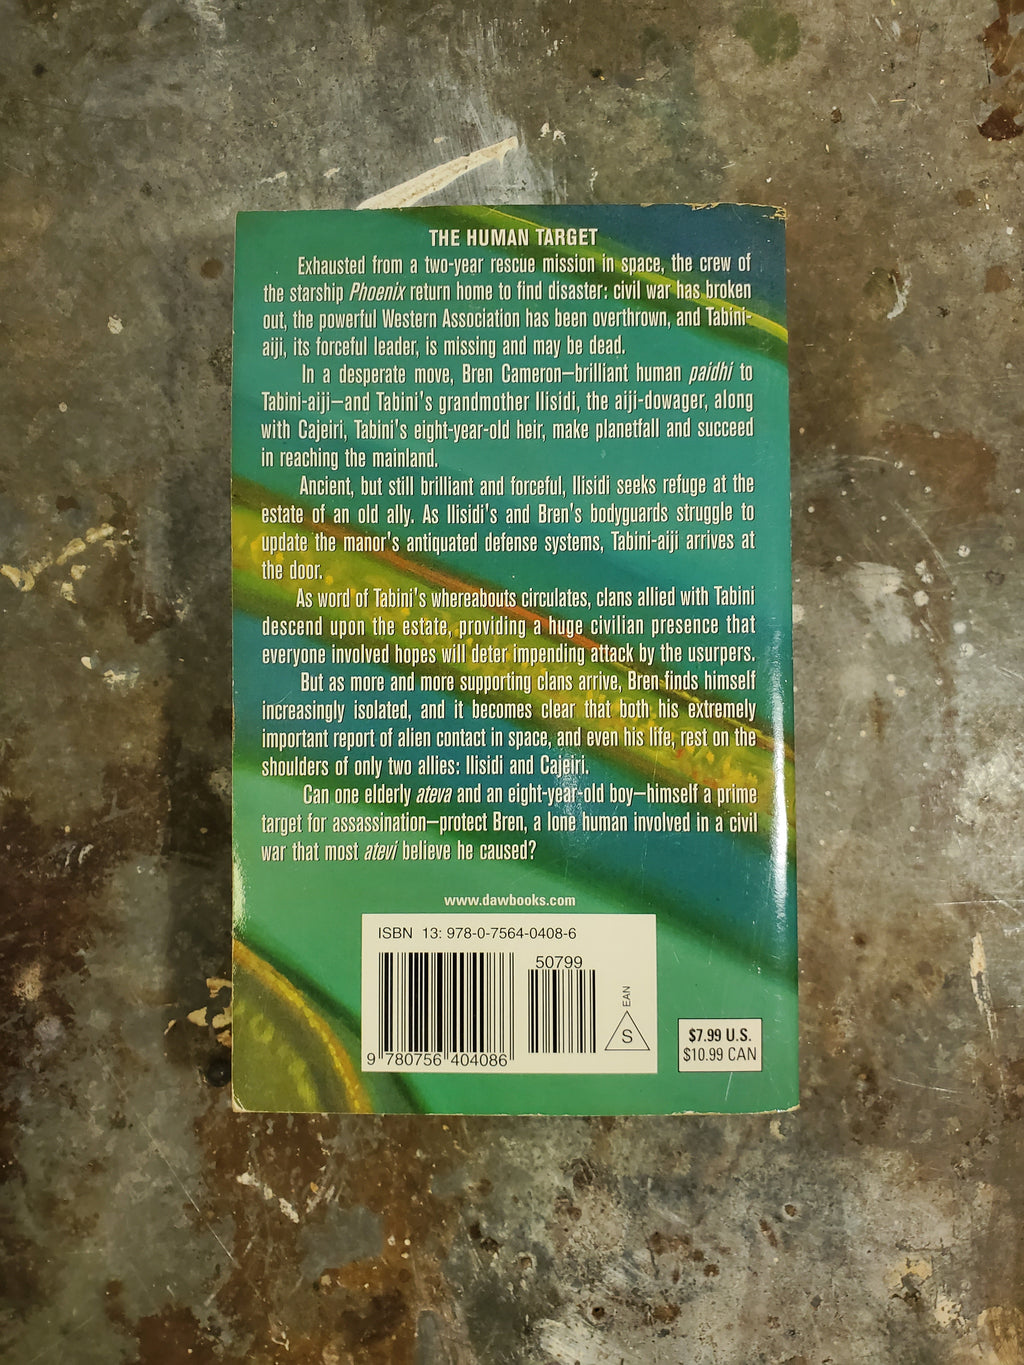 THE HUMAN TARGET
Exhausted from a two-year rescue mission in space, the crew of
the starship Phoenix return home to find disaster: civil war has broken
out, the powerful Western Association has been overthrown, and Tabini-
aiji, its forceful leader, is missing and may be dead.
In a desperate move, Bren Cameron—brilliant human paidhi to
Tabini-aiji—and Tabini's grandmother Ilisidi, the aiji-dowager, along
with Cajeiri, Tabini's eight-year-old heir, make planetfall and succeed
in reaching the mainland.
Ancient, but still brilliant and forceful, Ilisidi seeks refuge at the
estate of an old ally. As Ilisidi's and Bren's bodyguards struggle to
update the manor's antiquated defense systems, Tabini-aiji arrives at
the door.
As word of Tabini's whereabouts circulates, clans allied with Tabini
descend upon the estate, providing a huge civilian presence that
everyone involved hopes will deter impending attack by the usurpers.
But as more and more supporting clans arrive, Bren finds himself
increasingly isolated, and it becomes clear that both his extremely
important report of alien contact in space, and even his life, rest on the
shoulders of only two allies: Ilisidi and Cajeiri.
Can one elderly ateva and an eight-year-old boy—himself a prime
target for assassination—protect Bren, a lone human involved in a civil
war that most atevi believe he caused?
www.dawbooks.com
ISBN 13: 978-0-7564-0408-6
50799
9 780756 404086
EAN
S
$7.99 U.S.
$10.99 CAN